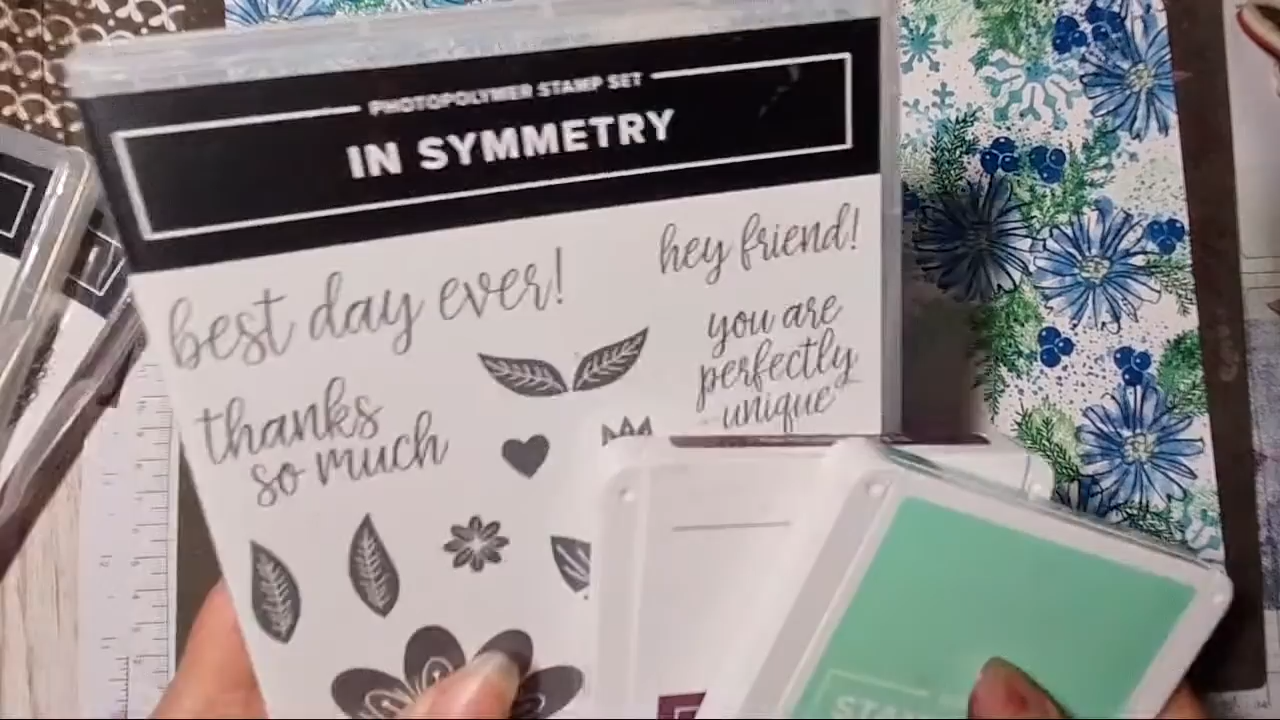 PHOTOPOLYMER STAMP SET
IN SYMMETRY
best day ever!
hey friend!
you are
perfectly
unique
thanks
so much